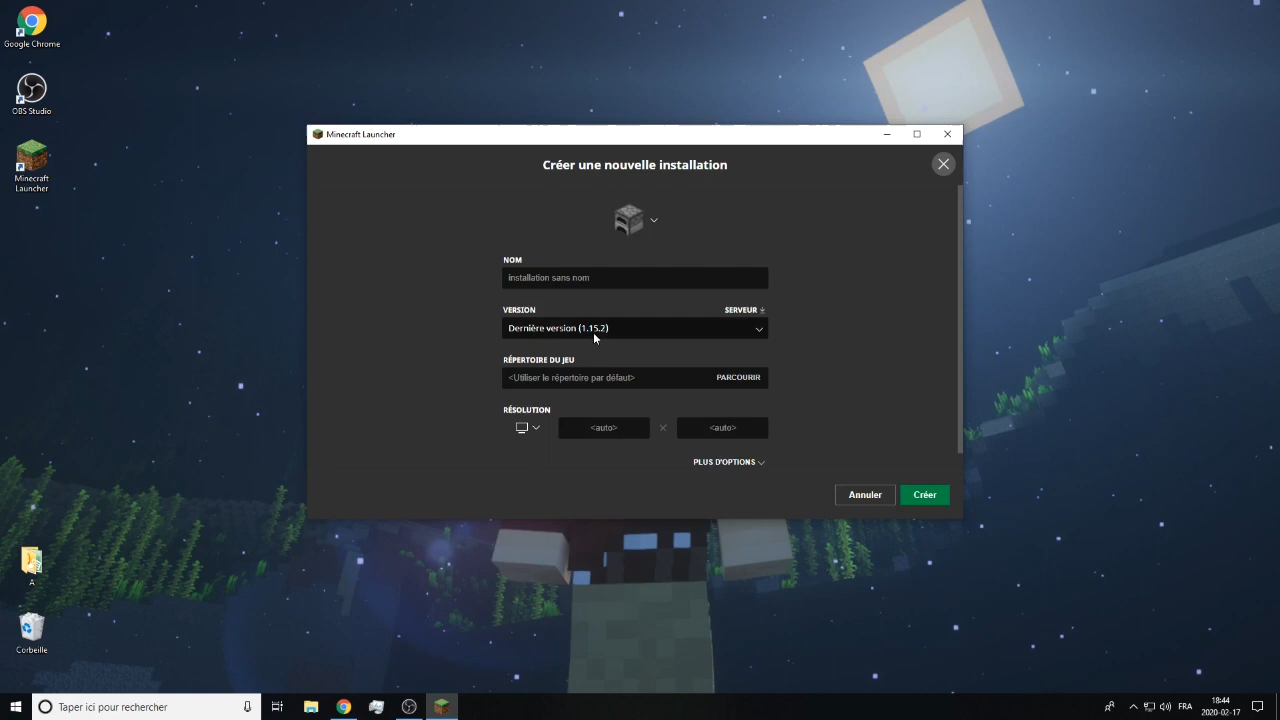 Google Chrome
OBS Studio
Minecraft
Launcher
A
Corbeille
Minecraft Launcher
Créer une nouvelle installation
NOM
installation sans nom
VERSION
SERVEUR
Dernière version (1.15.2)
RÉPERTOIRE DU JEU
<Utiliser le répertoire par défaut>
PARCOURIR
RÉSOLUTION
<auto>
<auto>
PLUS D'OPTIONS
Annuler
Créer
Taper ici pour rechercher
FRA
18:44
2020-02-17